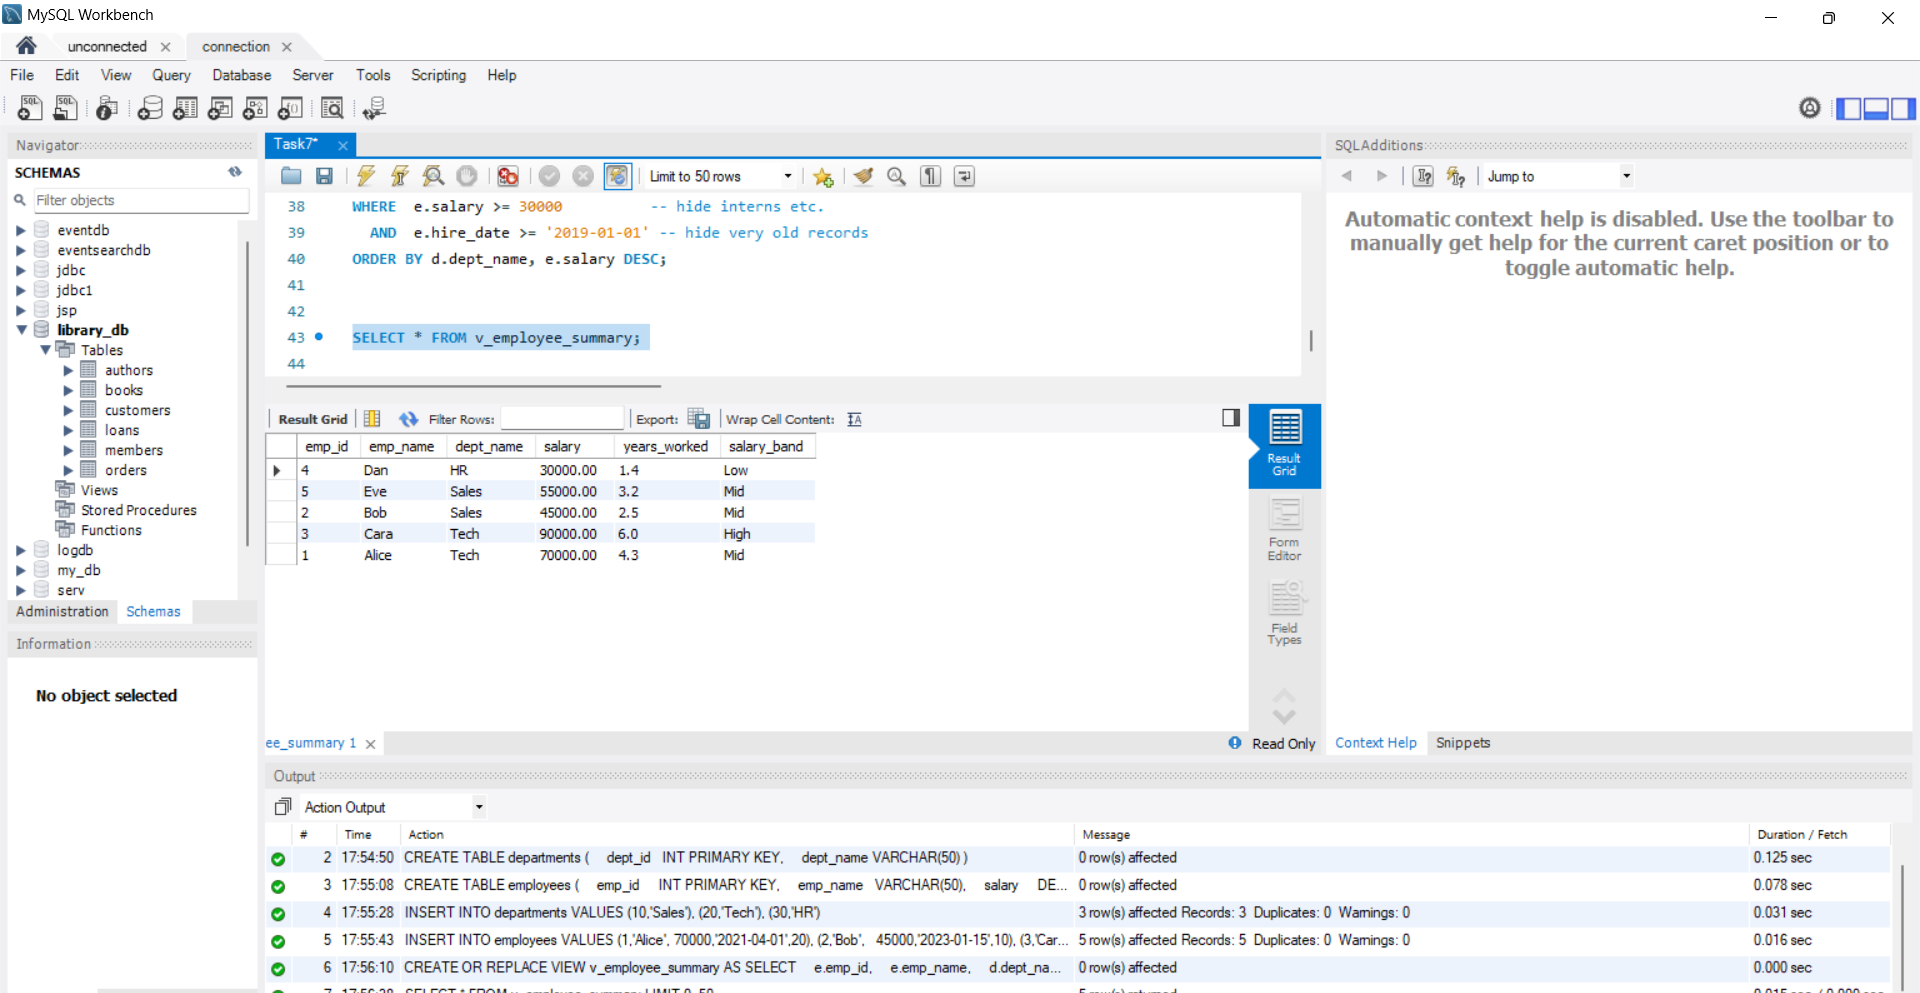 MySQL Workbench
unconnected
connection
File Edit View Query Database Server Tools Scripting Help
Navigator
SCHEMAS
Filter objects
eventdb
eventsearchdb
jdbc
jdbc1
jsp
library_db
Tables
authors
books
customers
loans
members
orders
Views
Stored Procedures
Functions
logdb
my_db
serv
Administration Schemas
Information
No object selected
Task7*
Limit to 50 rows
38 WHERE e.salary >= 30000 -- hide interns etc.
39 AND e.hire_date >= '2019-01-01' -- hide very old records
40 ORDER BY d.dept_name, e.salary DESC;
41
42
43 SELECT * FROM v_employee_summary;
44
Result Grid Filter Rows: Export: Wrap Cell Content:
emp_id emp_name dept_name salary years_worked salary_band
4 Dan HR 30000.00 1.4 Low
5 Eve Sales 55000.00 3.2 Mid
2 Bob Sales 45000.00 2.5 Mid
3 Cara Tech 90000.00 6.0 High
1 Alice Tech 70000.00 4.3 Mid
Result Grid
Form Editor
Field Types
ee_summary 1
Read Only
SQLAdditions
Jump to
Automatic context help is disabled. Use the toolbar to
manually get help for the current caret position or to
toggle automatic help.
Context Help Snippets
Output
Action Output
# Time Action Message Duration / Fetch
2 17:54:50 CREATE TABLE departments ( dept_id INT PRIMARY KEY, dept_name VARCHAR(50) ) 0 row(s) affected 0.125 sec
3 17:55:08 CREATE TABLE employees ( emp_id INT PRIMARY KEY, emp_name VARCHAR(50), salary DE... 0 row(s) affected 0.078 sec
4 17:55:28 INSERT INTO departments VALUES (10,'Sales'), (20,'Tech'), (30,'HR') 3 row(s) affected Records: 3 Duplicates: 0 Warnings: 0 0.031 sec
5 17:55:43 INSERT INTO employees VALUES (1,'Alice', 70000,'2021-04-01',20), (2,'Bob', 45000,'2023-01-15',10), (3,'Car... 5 row(s) affected Records: 5 Duplicates: 0 Warnings: 0 0.016 sec
6 17:56:10 CREATE OR REPLACE VIEW v_employee_summary AS SELECT e.emp_id, e.emp_name, d.dept_na... 0 row(s) affected 0.000 sec